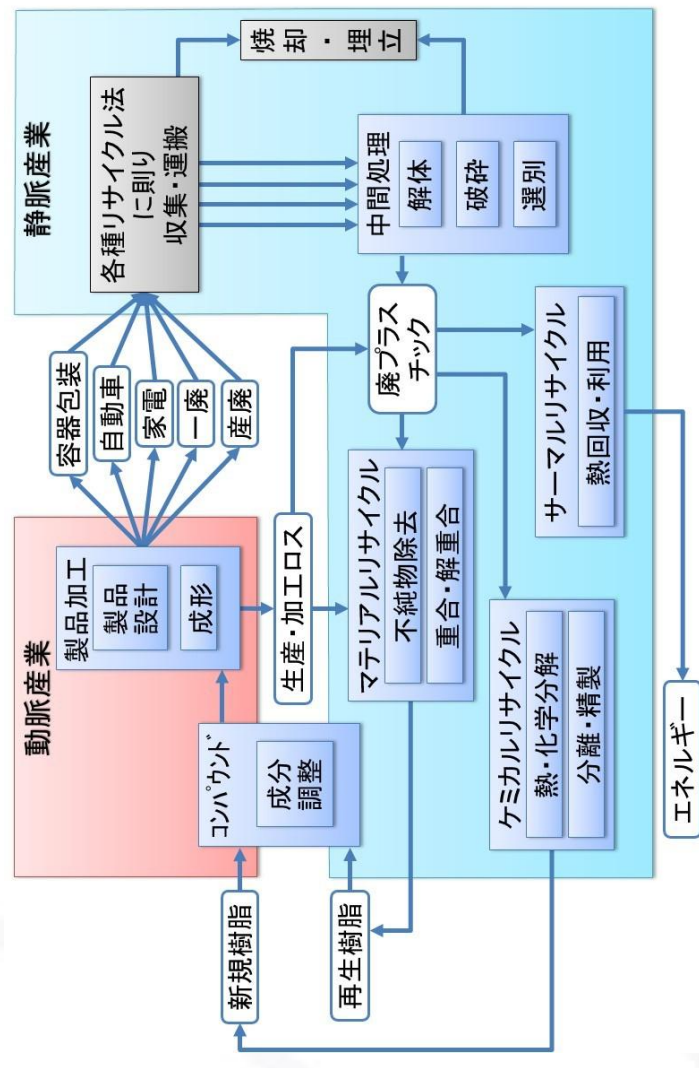 動脈産業
静脈産業
新規樹脂
再生樹脂
コンパウンド
成分
調整
製品加工
製品
設計
成形
生産・加工ロス
容器包装
自動車
家電
一廃
産廃
各種リサイクル法
に則り
収集・運搬
焼却・埋立
中間処理
解体
破砕
選別
廃プラス
チック
マテリアルリサイクル
不純物除去
重合・解重合
ケミカルリサイクル
熱・化学分解
分離・精製
サーマルリサイクル
熱回収・利用
エネルギー